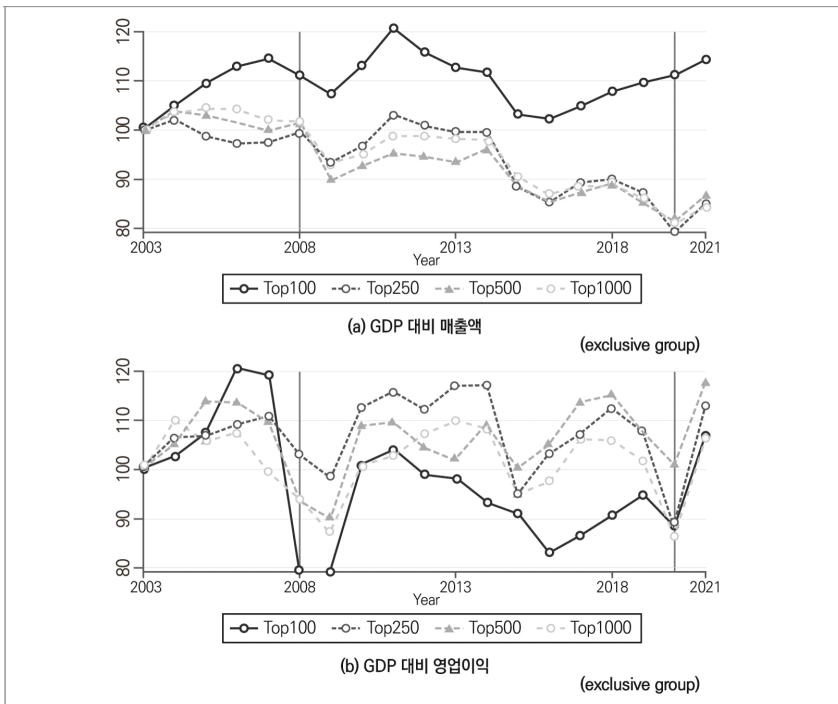 120
110
100
90
80
2003
2008
2013
2018
2021
Year
Top100 Top250 Top500 Top1000
(a) GDP 대비 매출액
(exclusive group)
120
110
100
90
80
2003
2008
2013
2018
2021
Year
Top100 Top250 Top500 Top1000
(b) GDP 대비 영업이익
(exclusive group)